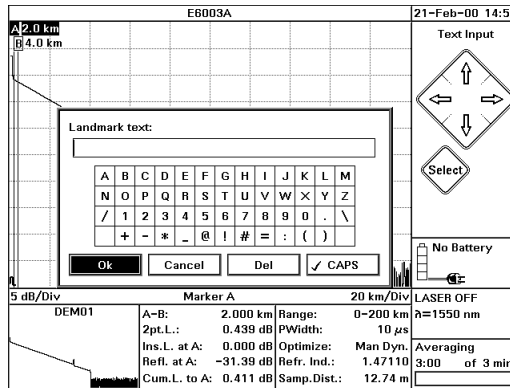 E6003A 21-Feb-00 14:5
A 2.0 km
B 4.0 km
Text Input
Landmark text:
A B C D E F G H I J K L M
N O P Q R S T U V W X Y Z
/ 1 2 3 4 5 6 7 8 9 0 . \
+ - * _ @ ! # = : ( )
Ok Cancel Del ✓ CAPS
Select
No Battery
5 dB/Div Marker A 20 km/Div
LASER OFF
λ=1550 nm
Averaging
3:00 of 3 min
DEM01
A-B: 2.000 km Range: 0-200 km
2pt.L.: 0.439 dB PWidth: 10 µs
Ins.L. at A: 0.000 dB Optimize: Man Dyn.
Refl. at A: -31.39 dB Refr. Ind.: 1.47110
Cum.L. to A: 0.411 dB Samp.Dist.: 12.74 m